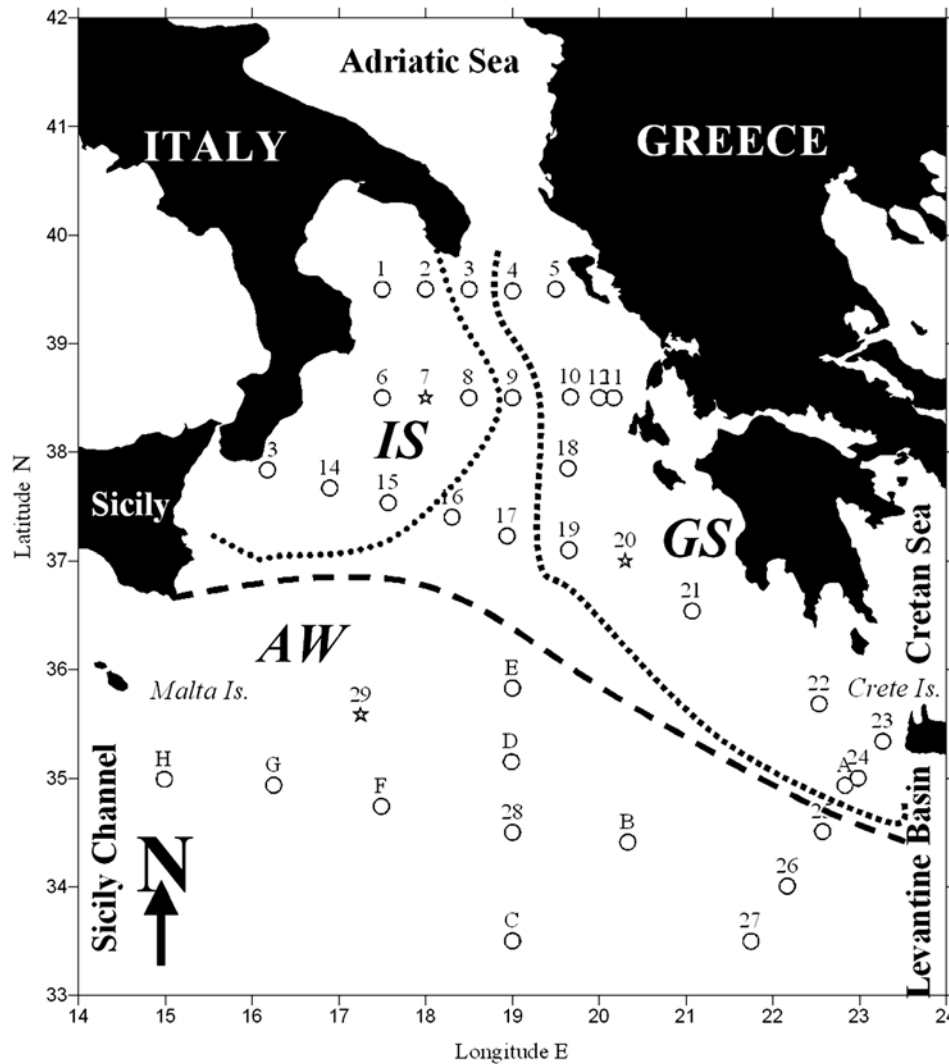 42
Adriatic Sea
41
ITALY
GREECE
40
1 2 3 4 5
39
6 7 8 9 10 12 11
IS
38
3 14 15 16 17 18
Sicily
Latitude N
37
19 20 GS
21
Cretan Sea
AW
36
E
22 Crete Is.
Malta Is. 29
23
D
H G F
A 24
35
28 B
Sicily Channel
N
26
34
C 27
Levantine Basin
33
14 15 16 17 18 19 20 21 22 23 24
Longitude E